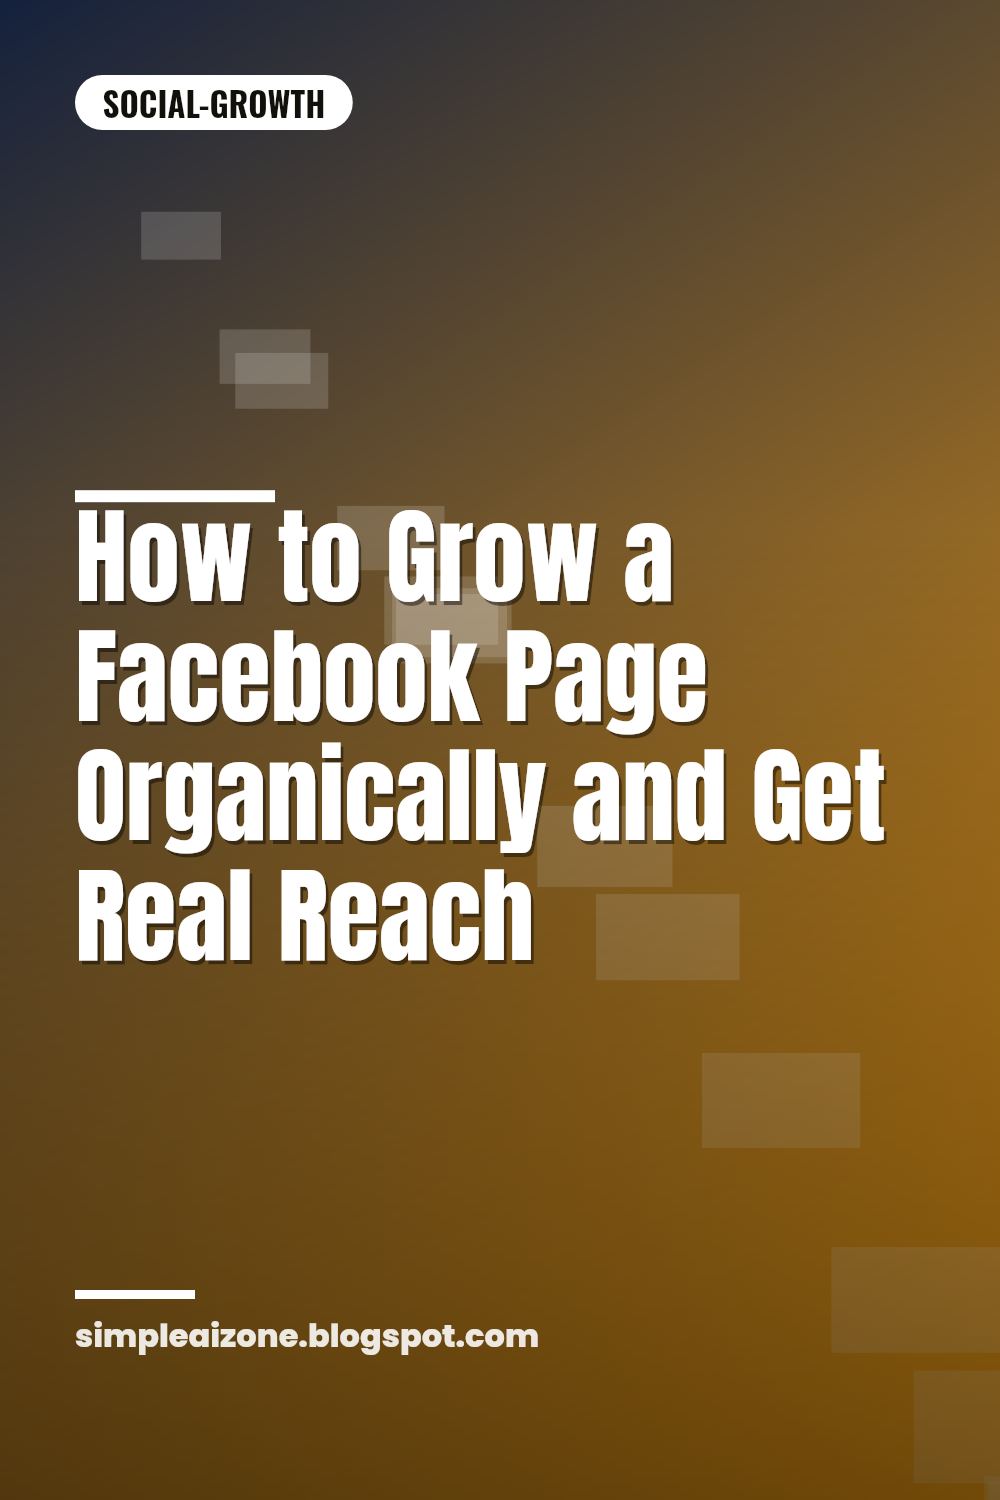 SOCIAL-GROWTH
How to Grow a
Facebook Page
Organically and Get
Real Reach
simpleaizone.blogspot.com